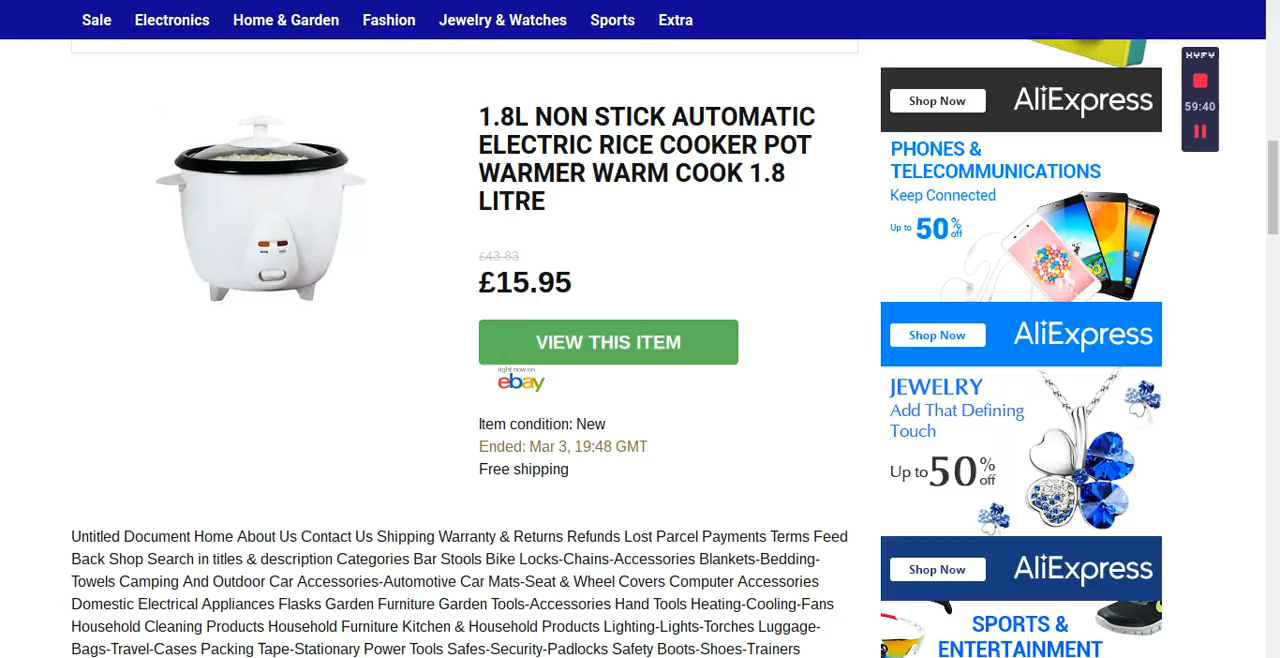 Sale Electronics Home & Garden Fashion Jewelry & Watches Sports Extra
1.8L NON STICK AUTOMATIC
ELECTRIC RICE COOKER POT
WARMER WARM COOK 1.8
LITRE
£43.83
£15.95
VIEW THIS ITEM
right now on
ebay
Item condition: New
Ended: Mar 3, 19:48 GMT
Free shipping
Untitled Document Home About Us Contact Us Shipping Warranty & Returns Refunds Lost Parcel Payments Terms Feed
Back Shop Search in titles & description Categories Bar Stools Bike Locks-Chains-Accessories Blankets-Bedding-
Towels Camping And Outdoor Car Accessories-Automotive Car Mats-Seat & Wheel Covers Computer Accessories
Domestic Electrical Appliances Flasks Garden Furniture Garden Tools-Accessories Hand Tools Heating-Cooling-Fans
Household Cleaning Products Household Furniture Kitchen & Household Products Lighting-Lights-Torches Luggage-
Bags-Travel-Cases Packing Tape-Stationary Power Tools Safes-Security-Padlocks Safety Boots-Shoes-Trainers
Shop Now AliExpress
PHONES &
TELECOMMUNICATIONS
Keep Connected
Up to 50% off
Shop Now AliExpress
JEWELRY
Add That Defining
Touch
Up to 50% off
Shop Now AliExpress
SPORTS &
ENTERTAINMENT
HYFY
59:40